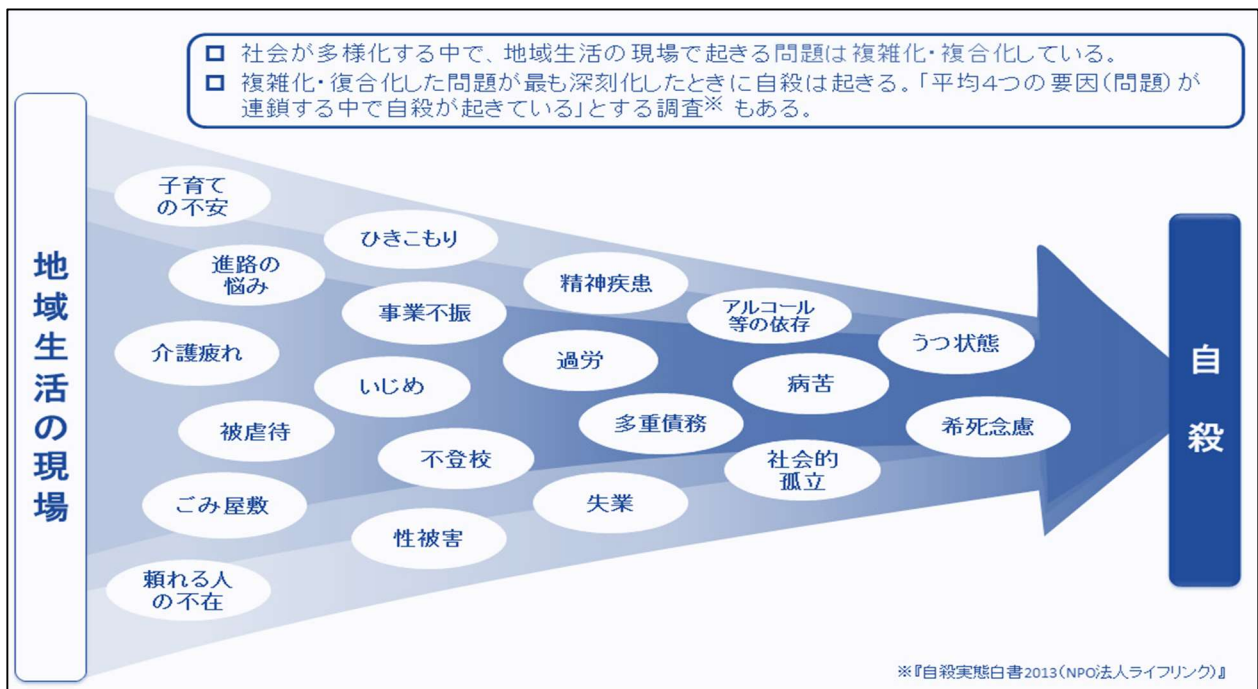 □ 社会が多様化する中で、地域生活の現場で起きる問題は複雑化・複合化している。
□ 複雑化・復合化した問題が最も深刻化したときに自殺は起きる。「平均4つの要因(問題)が
連鎖する中で自殺が起きている」とする調査※ もある。
地域生活の現場
子育て
の不安
進路の
悩み
介護疲れ
被虐待
ごみ屋敷
頼れる人
の不在
ひきこもり
事業不振
いじめ
不登校
性被害
精神疾患
過労
多重債務
失業
アルコール
等の依存
病苦
社会的
孤立
うつ状態
希死念慮
自殺
※『自殺実態白書2013(NPO法人ライフリンク)』